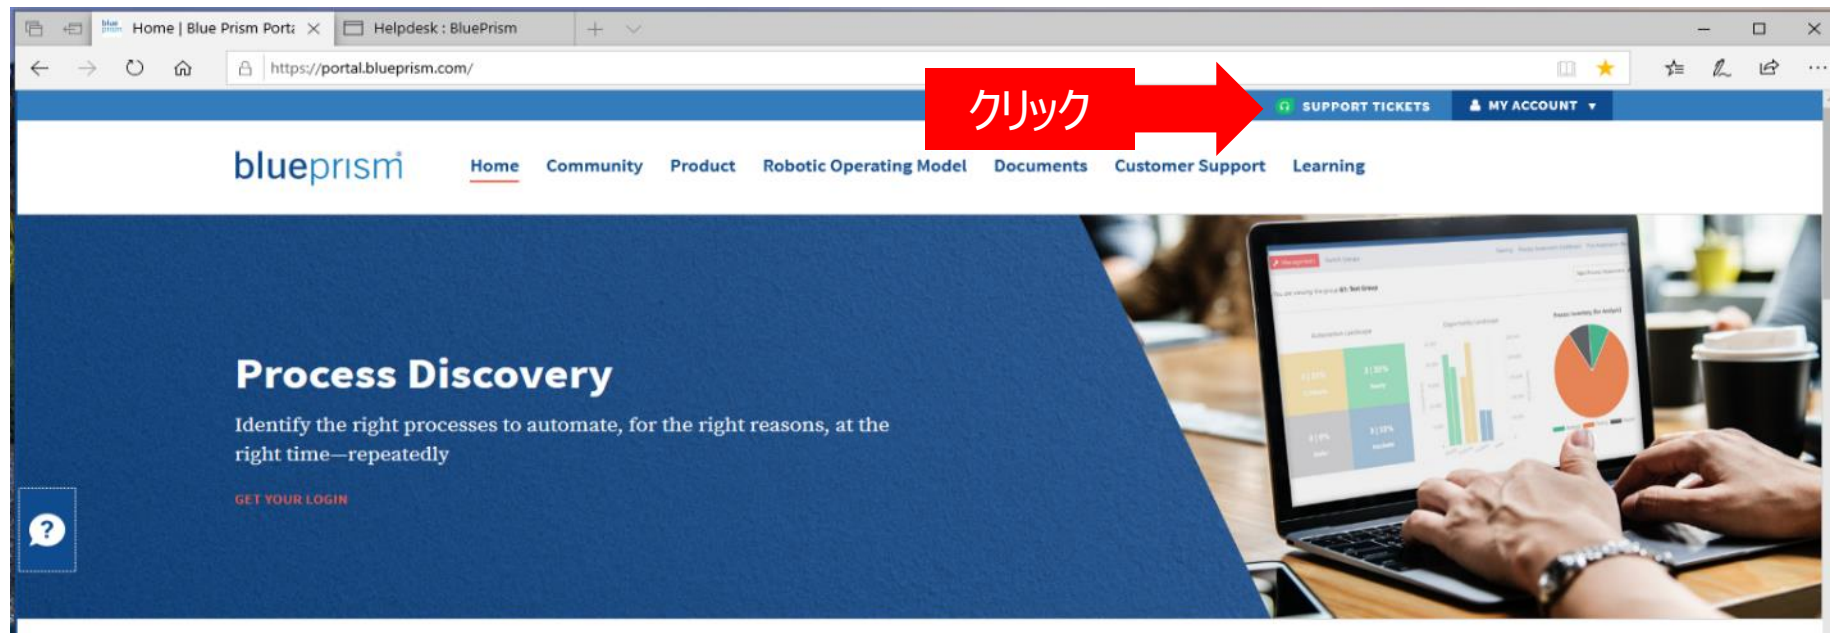 blue prism Home | Blue Prism Porta
Helpdesk : BluePrism
https://portal.blueprism.com/
クリック
SUPPORT TICKETS
MY ACCOUNT
blueprism
Home Community Product Robotic Operating Model Documents Customer Support Learning
Process Discovery
Identify the right processes to automate, for the right reasons, at the
right time—repeatedly
GET YOUR LOGIN
?